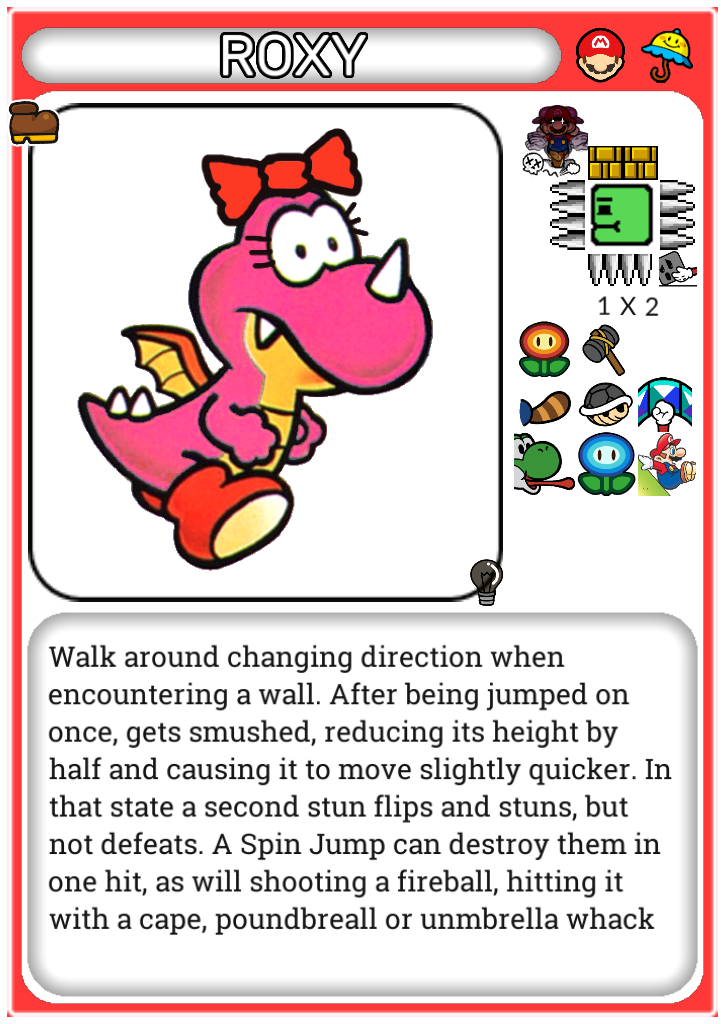 ROXY
1 X 2
Walk around changing direction when
encountering a wall. After being jumped on
once, gets smushed, reducing its height by
half and causing it to move slightly quicker. In
that state a second stun flips and stuns, but
not defeats. A Spin Jump can destroy them in
one hit, as will shooting a fireball, hitting it
with a cape, poundbreall or unmbrella whack